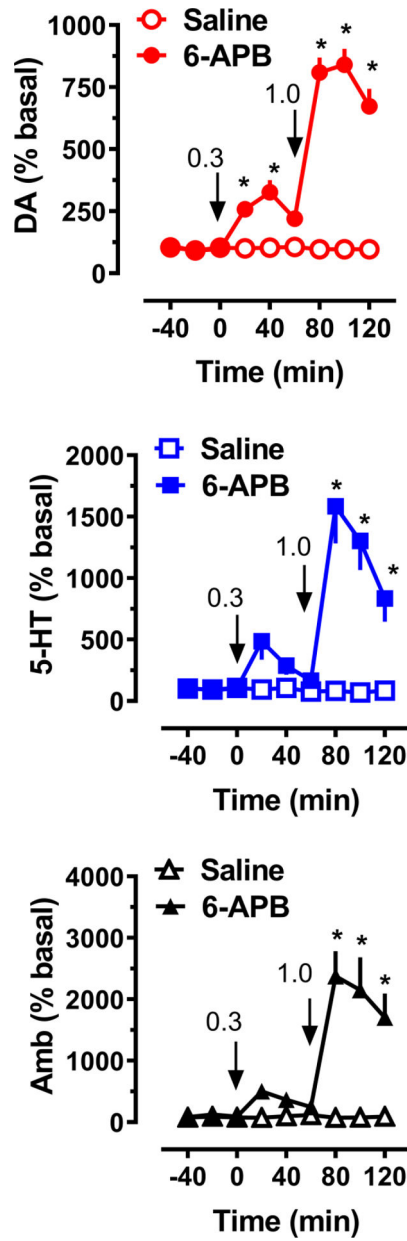 1000
Saline
6-APB
750
1.0
500
0.3
250
0
DA (% basal)
-40 0 40 80 120
Time (min)
* * * * *
2000
Saline
6-APB
1500
1.0
1000
0.3
500
0
5-HT (% basal)
-40 0 40 80 120
Time (min)
* * *
4000
Saline
6-APB
3000
1.0
2000
0.3
1000
0
Amb (% basal)
-40 0 40 80 120
Time (min)
* * *